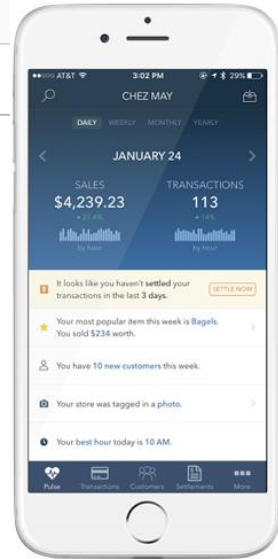 AT&T 3:02 PM 29%
CHEZ MAY
DAILY WEEKLY MONTHLY YEARLY
JANUARY 24
SALES TRANSACTIONS
$4,239.23 113
27.4% 14%
by hour by hour
It looks like you haven't settled your
transactions in the last 3 days.
SETTLE NOW
Your most popular item this week is Bagels.
You sold $234 worth.
You have 10 new customers this week.
Your store was tagged in a photo.
Your best hour today is 10 AM.
Pulse Transactions Customers Settlements More